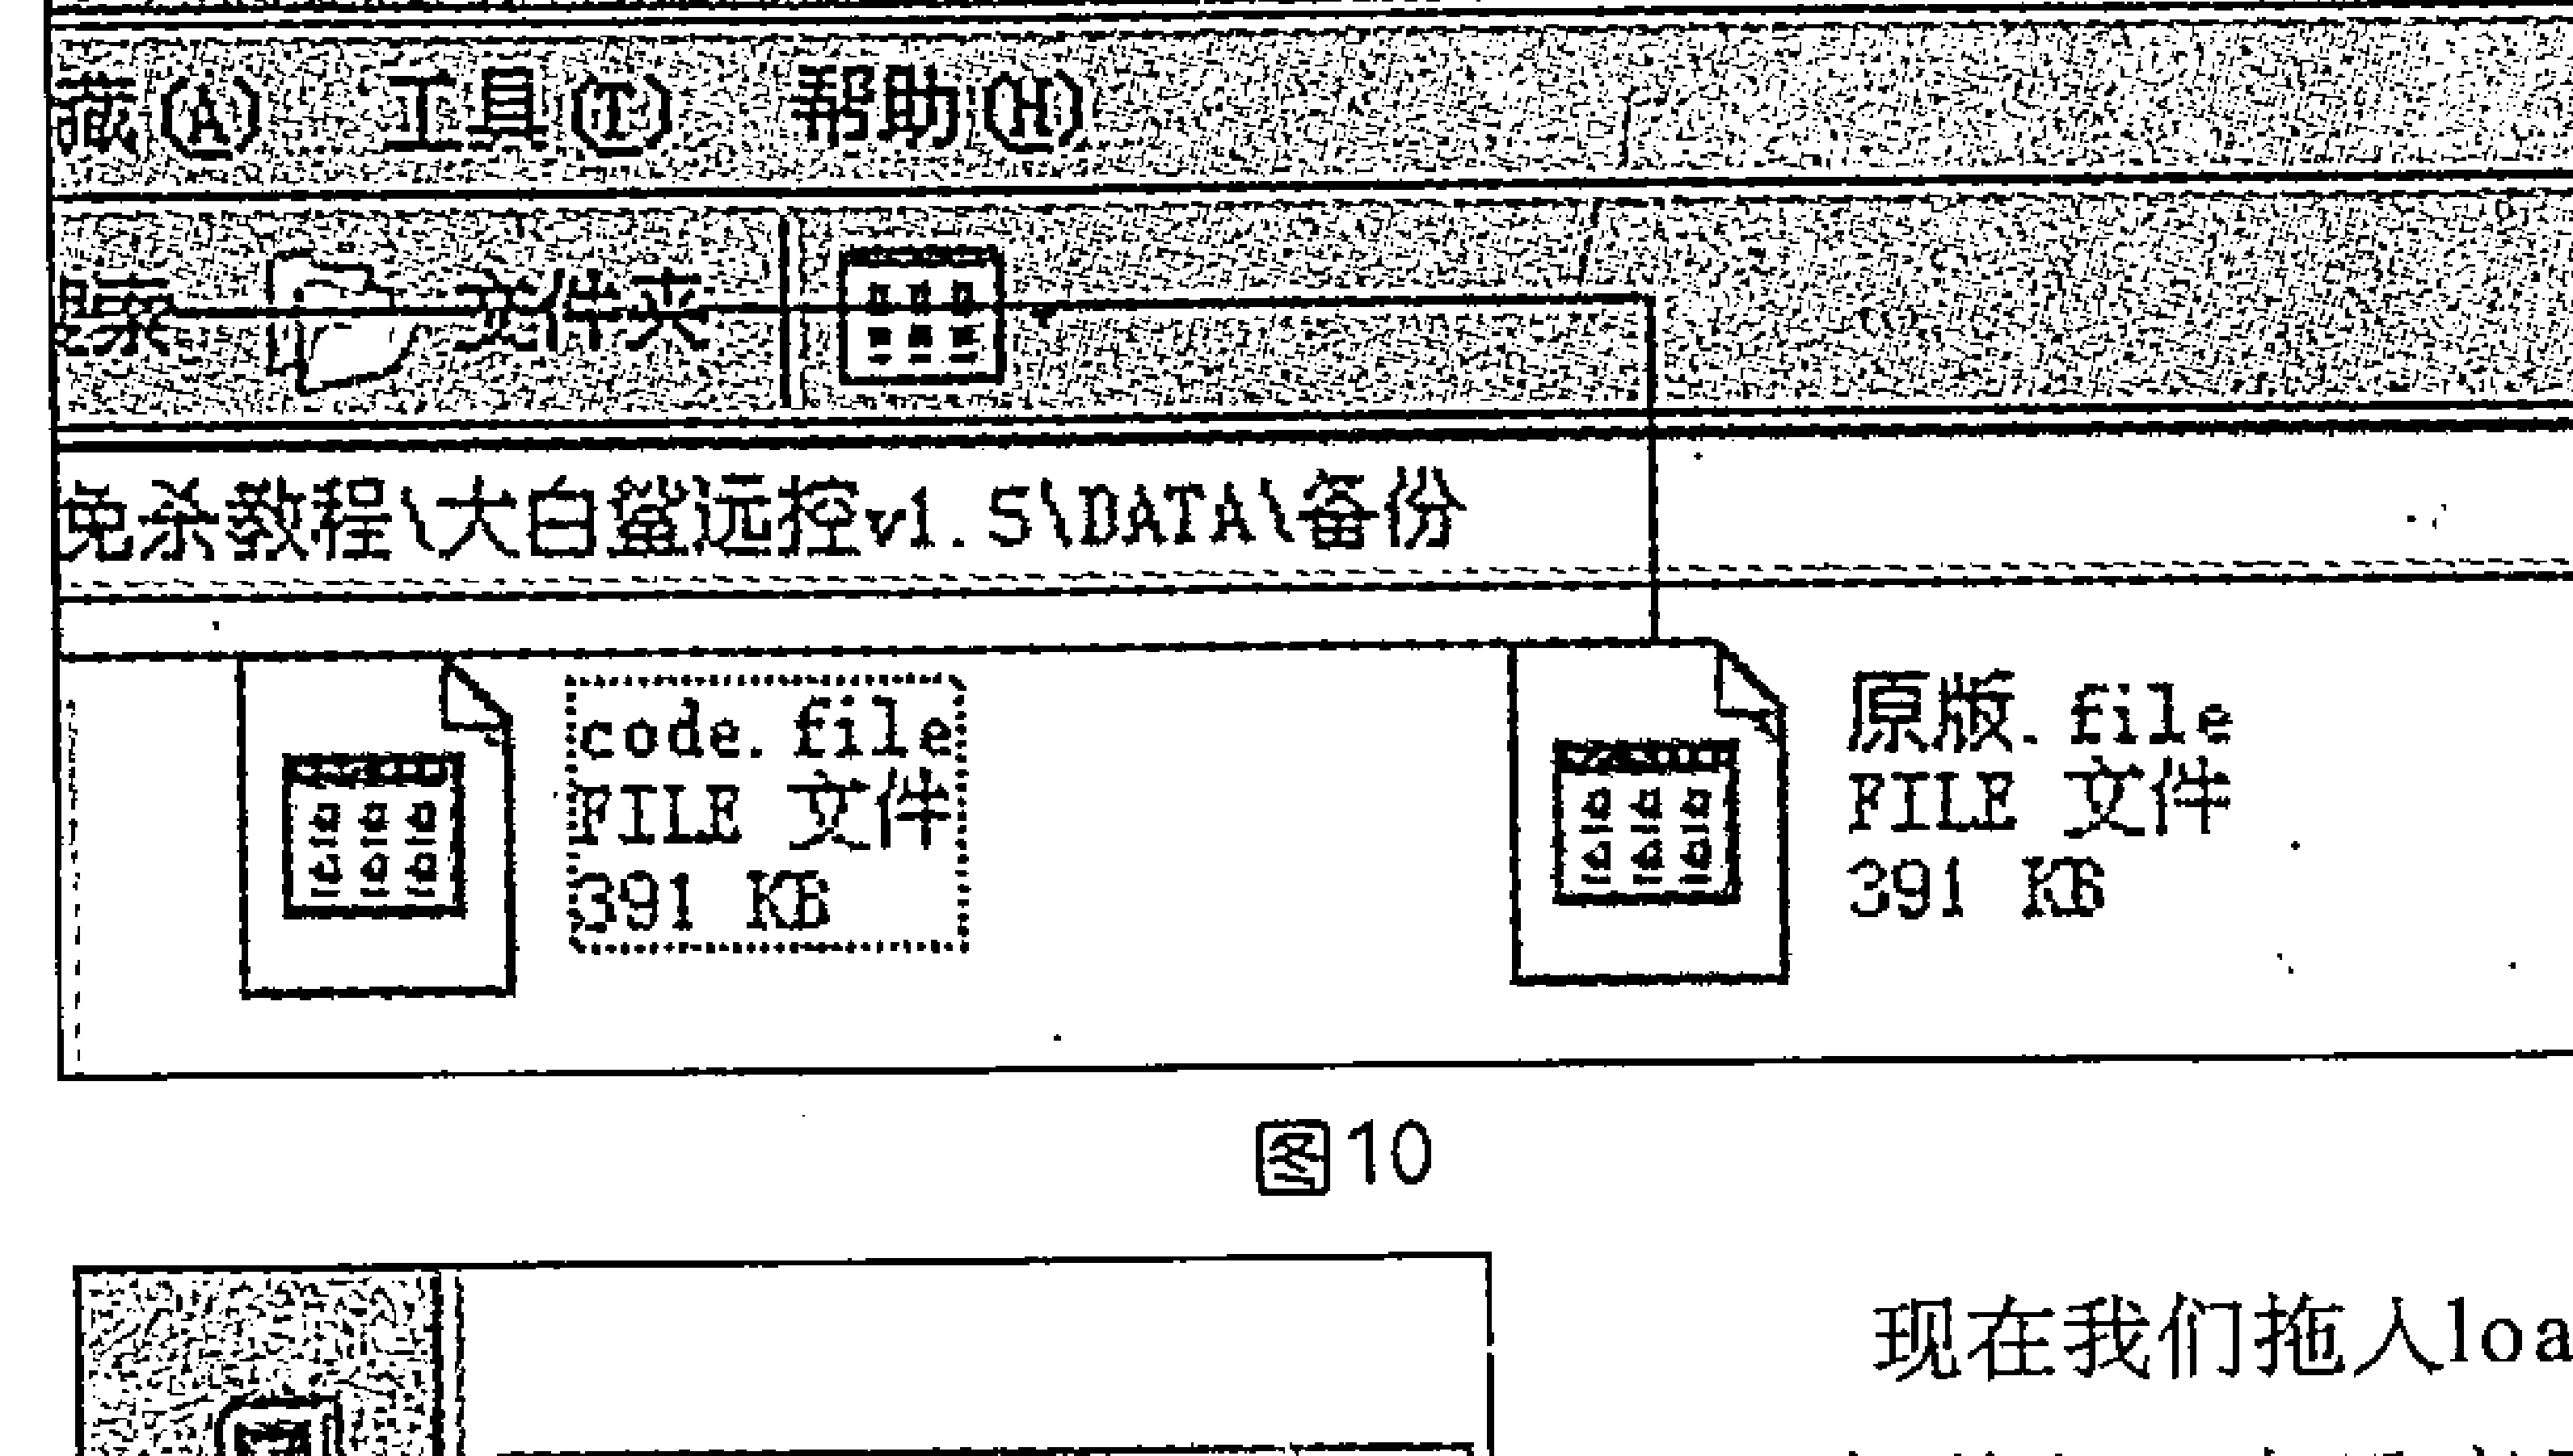 藏(A) 工具(T) 帮助(H)
索 文件夹
免杀教程\大白鲨远控v1.5\DATA\备份
code.file
FILE 文件
391 KB
原版.file
FILE 文件
391 KB
图10
现在我们拖入loa